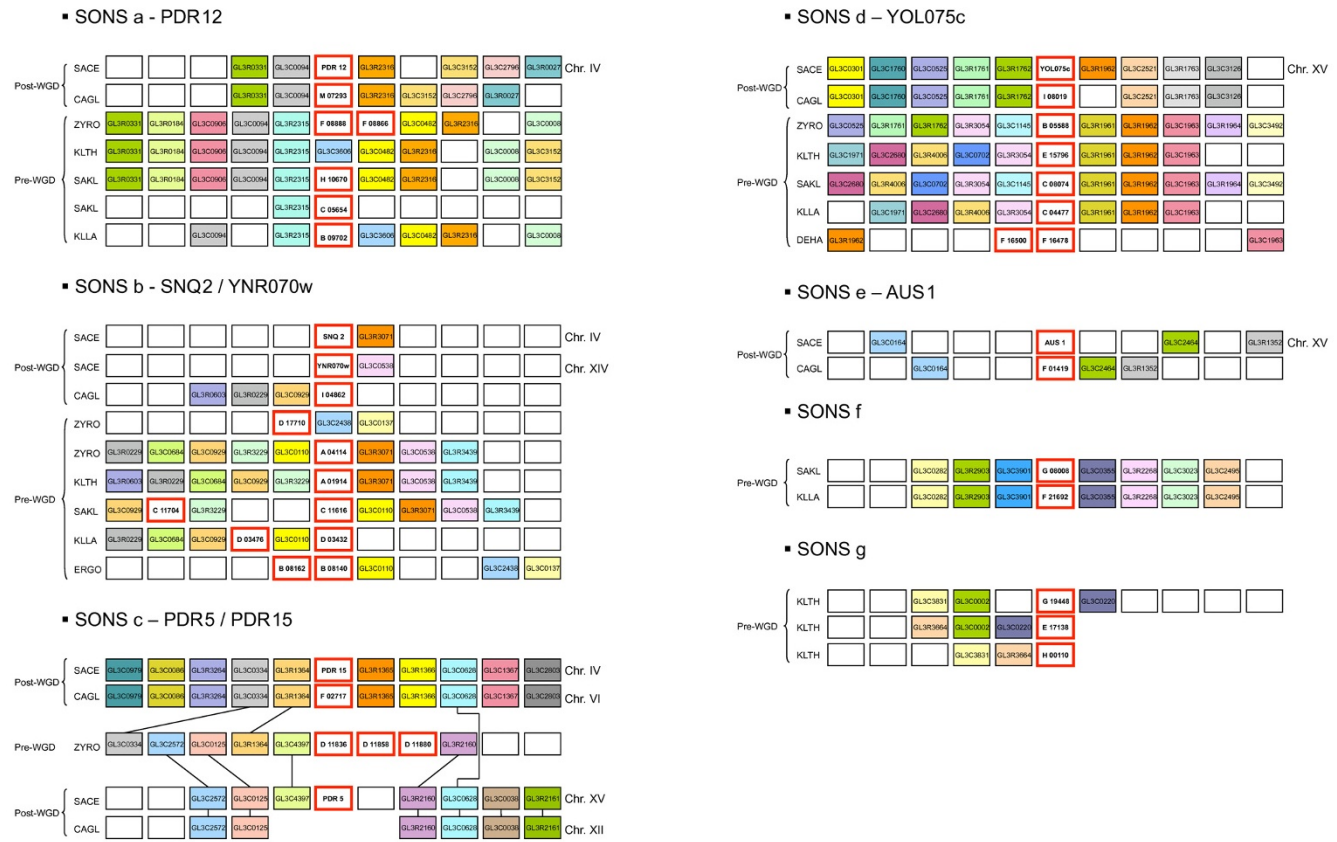 ▪ SONS a - PDR12
Post-WGD
SACE GL3R0331 GL3C0094 PDR 12 GL3R2316 GL3C3152 GL3C2796 GL3R0027 Chr. IV
CAGL GL3R0331 GL3C0094 M 07293 GL3R2316 GL3C3152 GL3C2796 GL3R0027
Pre-WGD
ZYRO GL3R0331 GL3R0184 GL3C0906 GL3C0094 GL3R2315 F 08888 F 08866 GL3C0482 GL3R2316 GL3C0008
KLTH GL3R0331 GL3R0184 GL3C0906 GL3C0094 GL3R2315 GL3C3606 GL3C0482 GL3R2316 GL3C0008 GL3C3152
SAKL GL3R0331 GL3R0184 GL3C0906 GL3C0094 GL3R2315 H 10670 GL3C0482 GL3R2316 GL3C0008 GL3C3152
SAKL GL3R2315 C 05654
KLLA GL3C0094 GL3R2315 B 09702 GL3C3606 GL3C0482 GL3R2316 GL3C0008
▪ SONS b - SNQ2 / YNR070w
Post-WGD
SACE SNQ 2 GL3R3071 Chr. IV
SACE YNR070w GL3C0538 Chr. XIV
CAGL GL3R0603 GL3R0229 GL3C0929 I 04862
Pre-WGD
ZYRO D 17710 GL3C2438 GL3C0137
ZYRO GL3R0229 GL3C0684 GL3C0929 GL3R3229 GL3C0110 A 04114 GL3R3071 GL3C0538 GL3R3439
KLTH GL3R0603 GL3R0229 GL3C0684 GL3C0929 GL3R3229 A 01914 GL3R3071 GL3C0538 GL3R3439
SAKL GL3C0929 C 11704 GL3R3229 C 11616 GL3C0110 GL3R3071 GL3C0538 GL3R3439
KLLA GL3R0229 GL3C0684 GL3C0929 D 03476 GL3C0110 D 03432
ERGO B 08162 B 08140 GL3C0110 GL3C2438 GL3C0137
▪ SONS c – PDR5 / PDR15
Post-WGD
SACE GL3C0979 GL3C0086 GL3R3264 GL3C0334 GL3R1364 PDR 15 GL3R1365 GL3R1366 GL3C0628 GL3C1367 GL3C2603 Chr. IV
CAGL GL3C0979 GL3C0086 GL3R3264 GL3C0334 GL3R1364 F 02717 GL3R1365 GL3R1366 GL3C0628 GL3C1367 GL3C2603 Chr. VI
Pre-WGD ZYRO GL3C0334 GL3C2572 GL3C0125 GL3R1364 GL3C4397 D 11836 D 11858 D 11880 GL3R2160
Post-WGD
SACE GL3C2572 GL3C0125 GL3C4397 PDR 5 GL3R2160 GL3C0628 GL3C0038 GL3R2161 Chr. XV
CAGL GL3C2572 GL3C0125 GL3R2160 GL3C0628 GL3C0038 GL3R2161 Chr. XII
▪ SONS d – YOL075c
Post-WGD
SACE GL3C0301 GL3C1760 GL3C0525 GL3R1761 GL3R1762 YOL075c GL3R1962 GL3C2521 GL3R1763 GL3C3126 Chr. XV
CAGL GL3C0301 GL3C1760 GL3C0525 GL3R1761 GL3R1762 I 08019 GL3C2521 GL3R1763 GL3C3126
Pre-WGD
ZYRO GL3C0525 GL3R1761 GL3R1762 GL3R3054 GL3C1145 B 05588 GL3R1961 GL3R1962 GL3C1963 GL3R1964 GL3C3492
KLTH GL3C1971 GL3C2680 GL3R4006 GL3C0702 GL3R3054 E 15796 GL3R1961 GL3R1962 GL3C1963
SAKL GL3C2680 GL3R4006 GL3C0702 GL3R3054 GL3C1145 C 08074 GL3R1961 GL3R1962 GL3C1963 GL3R1964 GL3C3492
KLLA GL3C1971 GL3C2680 GL3R4006 GL3R3054 C 04477 GL3R1961 GL3R1962 GL3C1963
DEHA GL3R1962 F 16500 F 16478 GL3C1963
▪ SONS e – AUS1
Post-WGD
SACE GL3C0164 AUS 1 GL3C2464 GL3R1352 Chr. XV
CAGL GL3C0164 F 01419 GL3C2464 GL3R1352
▪ SONS f
Pre-WGD
SAKL GL3C0282 GL3R2903 GL3C3901 G 08008 GL3C0355 GL3R2268 GL3C3023 GL3C2495
KLLA GL3C0282 GL3R2903 GL3C3901 F 21692 GL3C0355 GL3R2268 GL3C3023 GL3C2495
▪ SONS g
Pre-WGD
KLTH GL3C3831 GL3C0002 G 19448 GL3C0220
KLTH GL3R3664 GL3C0002 GL3C0220 E 17138
KLTH GL3C3831 GL3R3664 H 00110